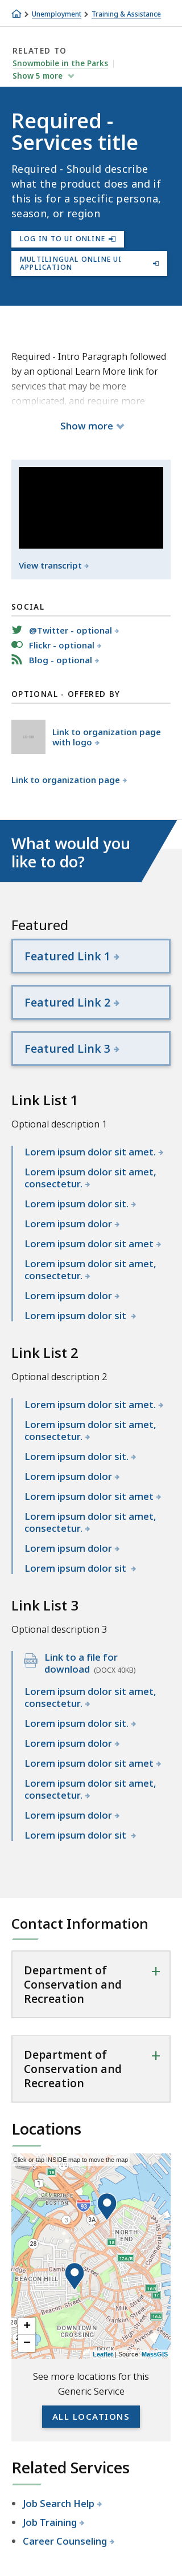 Unemployment Training & Assistance
RELATED TO
Snowmobile in the Parks
Show 5 more
Required -
Services title
Required - Should describe
what the product does and if
this is for a specific persona,
season, or region
LOG IN TO UI ONLINE
MULTILINGUAL ONLINE UI
APPLICATION
Required - Intro Paragraph followed
by an optional Learn More link for
services that may be more
complicated, and require more
Show more
View transcript
SOCIAL
@Twitter - optional
Flickr - optional
Blog - optional
OPTIONAL - OFFERED BY
Link to organization page
with logo
Link to organization page
What would you
like to do?
Featured
Featured Link 1
Featured Link 2
Featured Link 3
Link List 1
Optional description 1
Lorem ipsum dolor sit amet.
Lorem ipsum dolor sit amet,
consectetur.
Lorem ipsum dolor sit.
Lorem ipsum dolor
Lorem ipsum dolor sit amet
Lorem ipsum dolor sit amet,
consectetur.
Lorem ipsum dolor
Lorem ipsum dolor sit
Link List 2
Optional description 2
Lorem ipsum dolor sit amet.
Lorem ipsum dolor sit amet,
consectetur.
Lorem ipsum dolor sit.
Lorem ipsum dolor
Lorem ipsum dolor sit amet
Lorem ipsum dolor sit amet,
consectetur.
Lorem ipsum dolor
Lorem ipsum dolor sit
Link List 3
Optional description 3
Link to a file for
download (DOCX 40KB)
Lorem ipsum dolor sit amet,
consectetur.
Lorem ipsum dolor sit.
Lorem ipsum dolor
Lorem ipsum dolor sit amet
Lorem ipsum dolor sit amet,
consectetur.
Lorem ipsum dolor
Lorem ipsum dolor sit
Contact Information
Department of
Conservation and
Recreation
+
Department of
Conservation and
Recreation
+
Locations
Click or tap INSIDE map to move the map
CAMBRIDGE
BOSTON
93
3A
28
NORTH
END
BEACON HILL
DOWNTOWN
CROSSING
+
−
Leaflet | Source: MassGIS
See more locations for this
Generic Service
ALL LOCATIONS
Related Services
Job Search Help
Job Training
Career Counseling